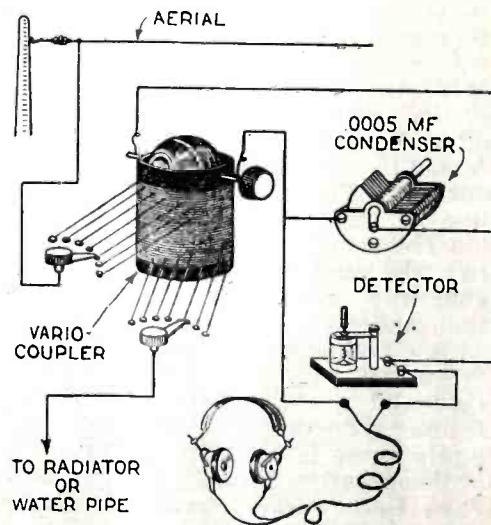 AERIAL
.0005 MF
CONDENSER
DETECTOR
VARIO-
COUPLER
TO RADIATOR
OR
WATER PIPE